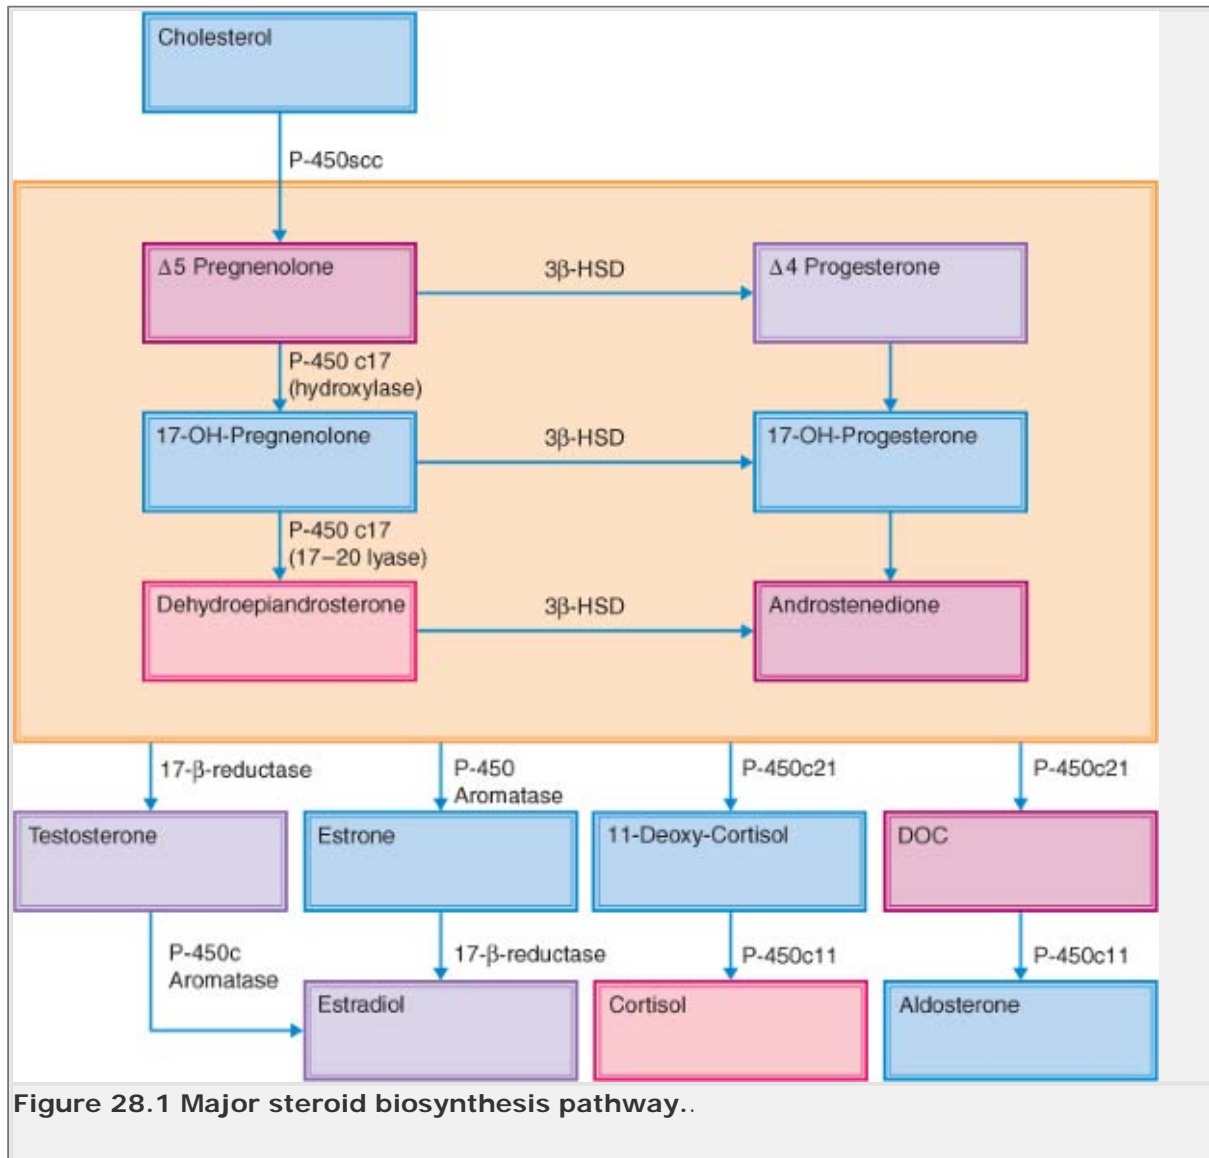 Cholesterol
P-450scc
Δ5 Pregnenolone
3β-HSD
Δ4 Progesterone
P-450 c17
(hydroxylase)
17-OH-Pregnenolone
3β-HSD
17-OH-Progesterone
P-450 c17
(17–20 lyase)
Dehydroepiandrosterone
3β-HSD
Androstenedione
17-β-reductase
P-450
Aromatase
P-450c21
P-450c21
Testosterone
Estrone
11-Deoxy-Cortisol
DOC
P-450c
Aromatase
17-β-reductase
P-450c11
P-450c11
Estradiol
Cortisol
Aldosterone
Figure 28.1 Major steroid biosynthesis pathway..